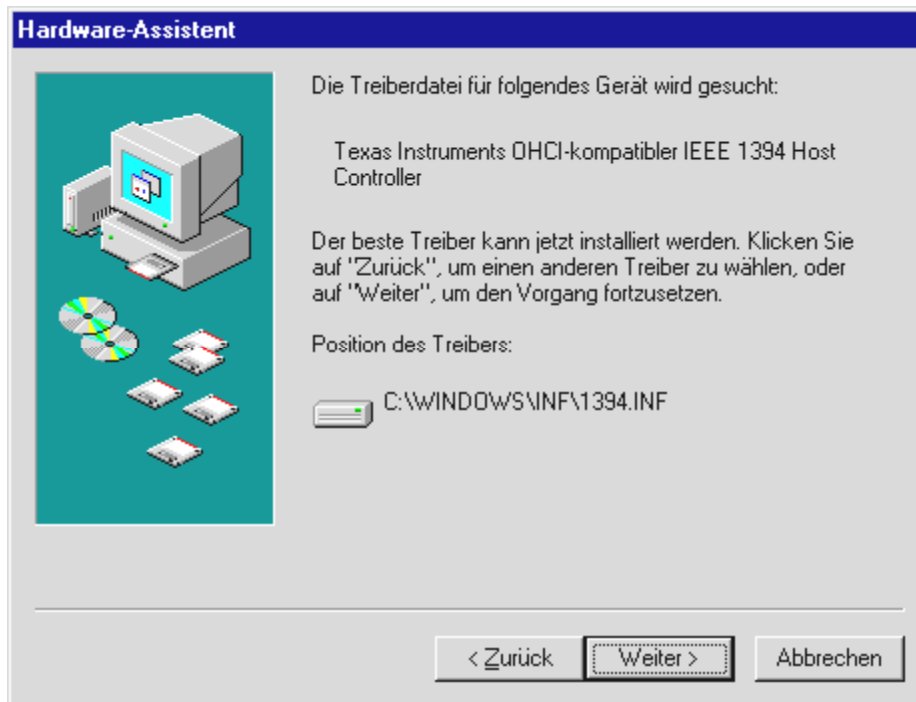 Hardware-Assistent
Die Treiberdatei für folgendes Gerät wird gesucht:
Texas Instruments OHCI-kompatibler IEEE 1394 Host
Controller
Der beste Treiber kann jetzt installiert werden. Klicken Sie
auf "Zurück", um einen anderen Treiber zu wählen, oder
auf "Weiter", um den Vorgang fortzusetzen.
Position des Treibers:
C:\WINDOWS\INF\1394.INF
< Zurück
Weiter >
Abbrechen